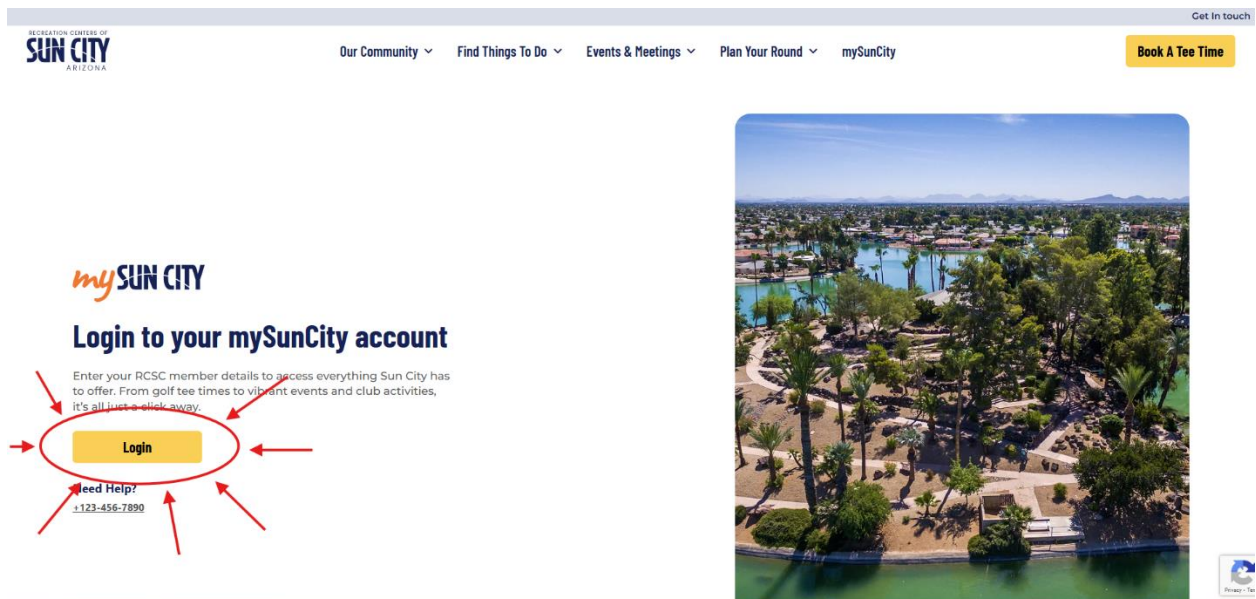 Get In touch
RECREATION CENTERS OF
SUN CITY
ARIZONA
Our Community
Find Things To Do
Events & Meetings
Plan Your Round
mySunCity
Book A Tee Time
my SUN CITY
Login to your mySunCity account
Enter your RCSC member details to access everything Sun City has
to offer. From golf tee times to vibrant events and club activities,
it's all just a click away.
Login
Need Help?
+123-456-7890
Privacy -